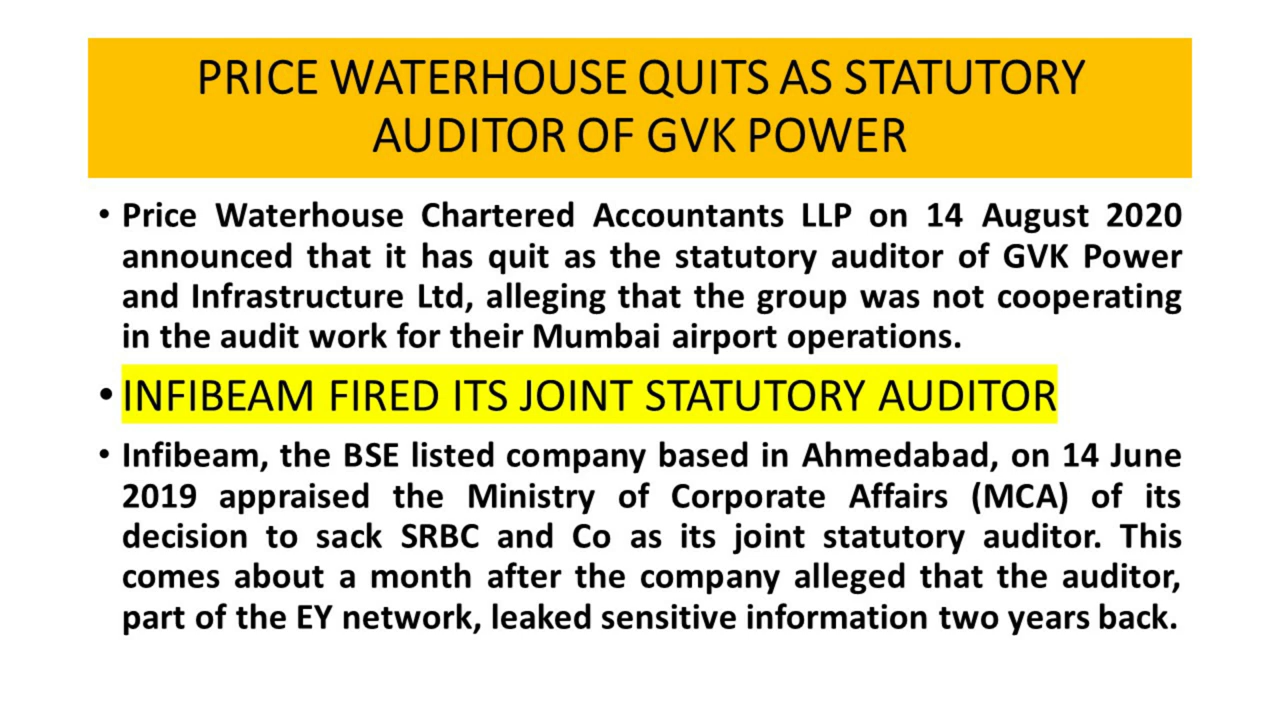 PRICE WATERHOUSE QUITS AS STATUTORY
AUDITOR OF GVK POWER
• Price Waterhouse Chartered Accountants LLP on 14 August 2020
announced that it has quit as the statutory auditor of GVK Power
and Infrastructure Ltd, alleging that the group was not cooperating
in the audit work for their Mumbai airport operations.
• INFIBEAM FIRED ITS JOINT STATUTORY AUDITOR
• Infibeam, the BSE listed company based in Ahmedabad, on 14 June
2019 appraised the Ministry of Corporate Affairs (MCA) of its
decision to sack SRBC and Co as its joint statutory auditor. This
comes about a month after the company alleged that the auditor,
part of the EY network, leaked sensitive information two years back.